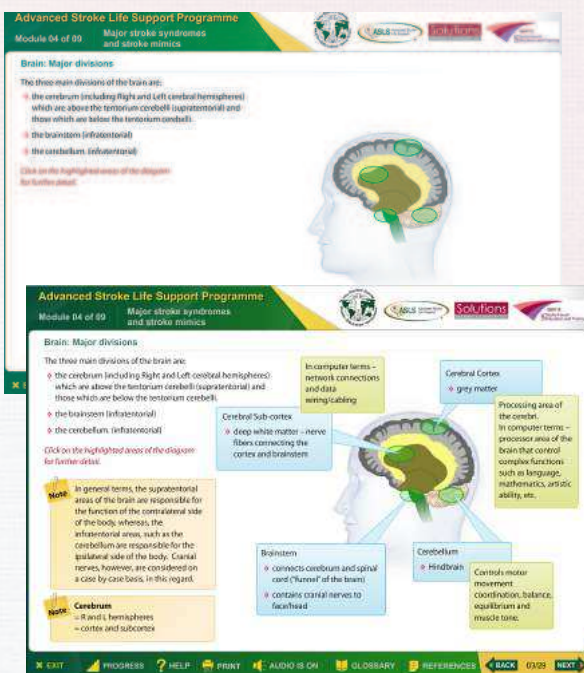 Advanced Stroke Life Support Programme
Module 04 of 09
Major stroke syndromes
and stroke mimics
ASLS
Solutions
Brain: Major divisions
The three main divisions of the brain are:
the cerebrum (including Right and Left cerebral hemispheres)
which are above the tentorium cerebelli (supratentorial) and
those which are below the tentorium cerebelli.
the brainstem (infratentorial)
the cerebellum. (infratentorial)
Click on the highlighted areas of the diagram
for further detail.
Advanced Stroke Life Support Programme
Module 04 of 09
Major stroke syndromes
and stroke mimics
ASLS
Solutions
Brain: Major divisions
The three main divisions of the brain are:
the cerebrum (including Right and Left cerebral hemispheres)
which are above the tentorium cerebelli (supratentorial) and
those which are below the tentorium cerebelli.
the brainstem (infratentorial)
the cerebellum. (infratentorial)
Click on the highlighted areas of the diagram
for further detail.
Note
In general terms, the supratentorial
areas of the brain are responsible for
the function of the contralateral side
of the body, whereas, the
infratentorial areas, such as the
cerebellum are responsible for the
ipsilateral side of the body. Cranial
nerves, however, are considered on
a case by case basis, in this regard.
Note
Cerebrum
= R and L hemispheres
= cortex and subcortex
In computer terms –
network connections
and data
wiring/cabling
Cerebral Sub-cortex
deep white matter – nerve
fibers connecting the
cortex and brainstem
Cerebral Cortex
grey matter
Processing area of
the cerebri.
In computer terms –
processor area of the
brain that control
complex functions
such as language,
mathematics, artistic
ability, etc.
Brainstem
connects cerebrum and spinal
cord ("funnel" of the brain)
contains cranial nerves to
face/head
Cerebellum
Hindbrain
Controls motor
movement
coordination, balance,
equilibrium and
muscle tone.
EXIT PROGRESS ? HELP PRINT AUDIO IS ON GLOSSARY REFERENCES BACK 03/29 NEXT